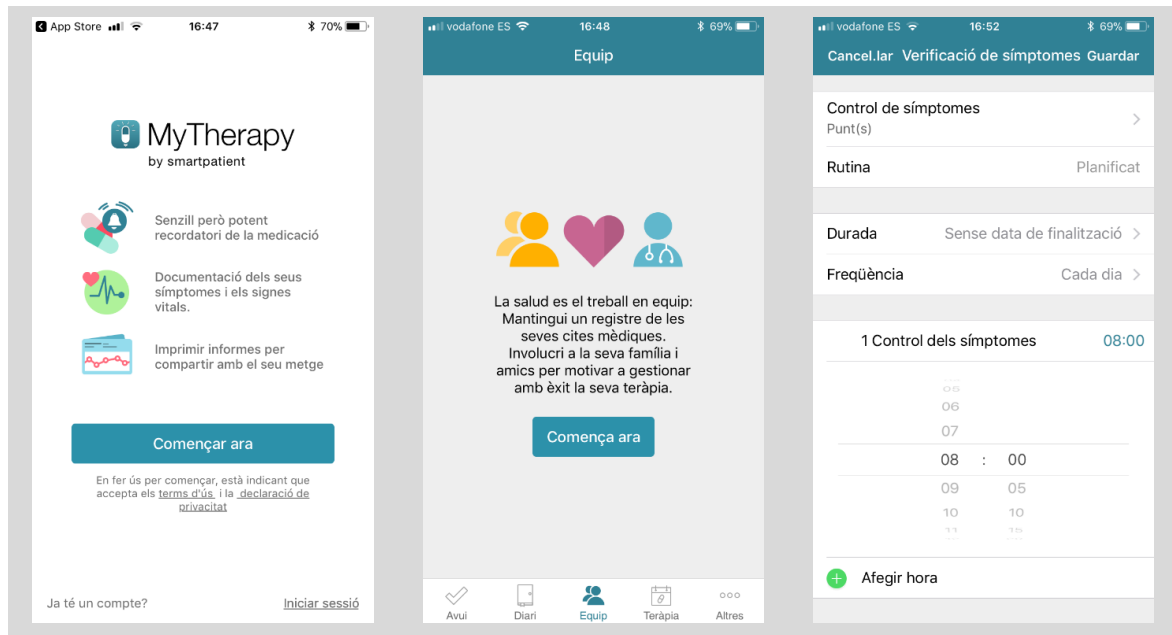 App Store 16:47 70%
MyTherapy
by smartpatient
Senzill però potent
recordatori de la medicació
Documentació dels seus
símptomes i els signes
vitals.
Imprimir informes per
compartir amb el seu metge
Començar ara
En fer ús per començar, està indicant que
accepta els terms d'ús i la declaració de
privacitat
Ja té un compte? Iniciar sessió
vodafone ES 16:48 69%
Equip
La salud es el treball en equip:
Mantingui un registre de les
seves cites mèdiques.
Involucri a la seva família i
amics per motivar a gestionar
amb èxit la seva teràpia.
Comença ara
Avui Diari Equip Teràpia Altres
vodafone ES 16:52 69%
Cancel.lar Verificació de símptomes Guardar
Control de símptomes
Punt(s)
Rutina Planificat
Durada Sense data de finalització
Freqüència Cada dia
1 Control dels símptomes 08:00
05
06
07
08 : 00
09 05
10 10
11 15
Afegir hora